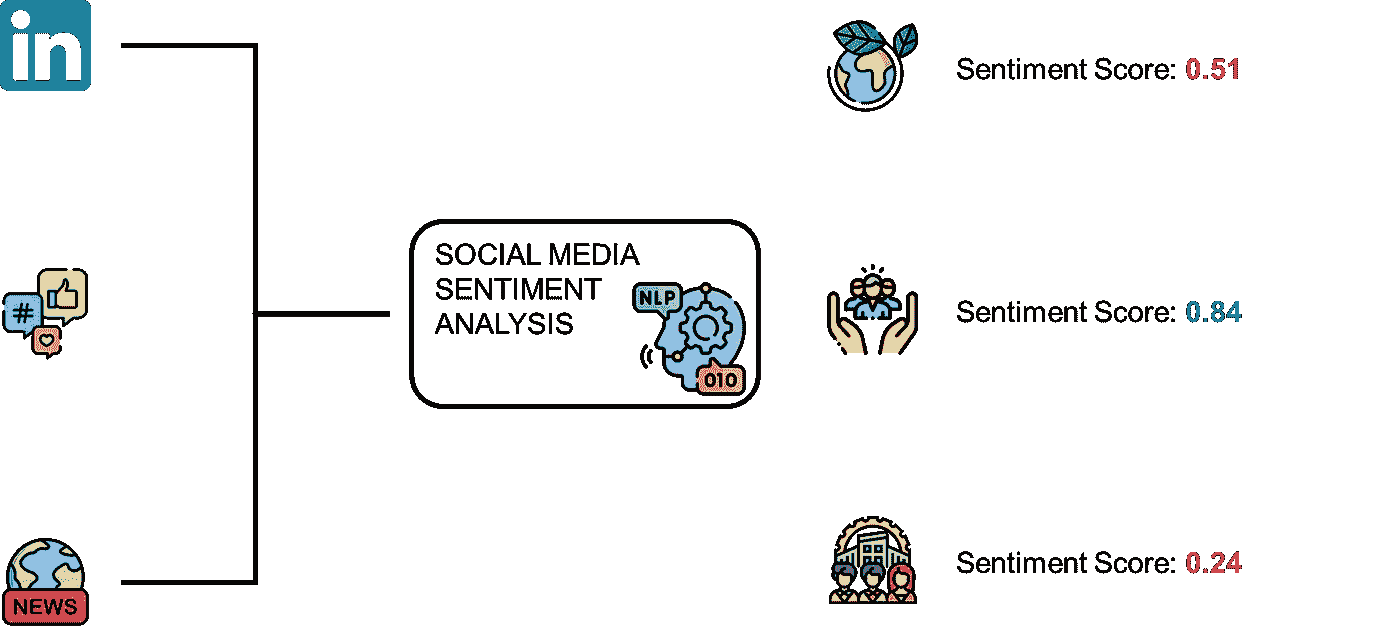 in
Sentiment Score: 0.51
SOCIAL MEDIA
SENTIMENT
ANALYSIS
NLP
010
#
Sentiment Score: 0.84
NEWS
Sentiment Score: 0.24